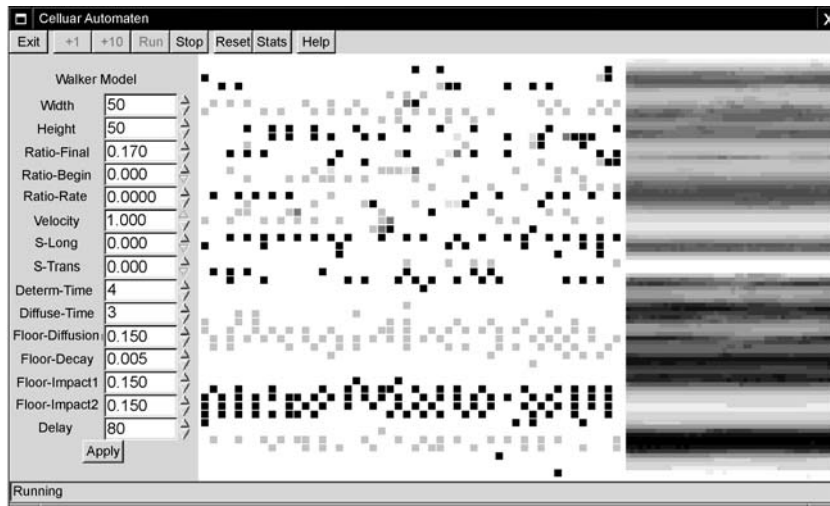 Celluar Automaten X
Exit +1 +10 Run Stop Reset Stats Help
Walker Model
Width 50
Height 50
Ratio-Final 0.170
Ratio-Begin 0.000
Ratio-Rate 0.0000
Velocity 1.000
S-Long 0.000
S-Trans 0.000
Determ-Time 4
Diffuse-Time 3
Floor-Diffusion 0.150
Floor-Decay 0.005
Floor-Impact1 0.150
Floor-Impact2 0.150
Delay 80
Apply
Running